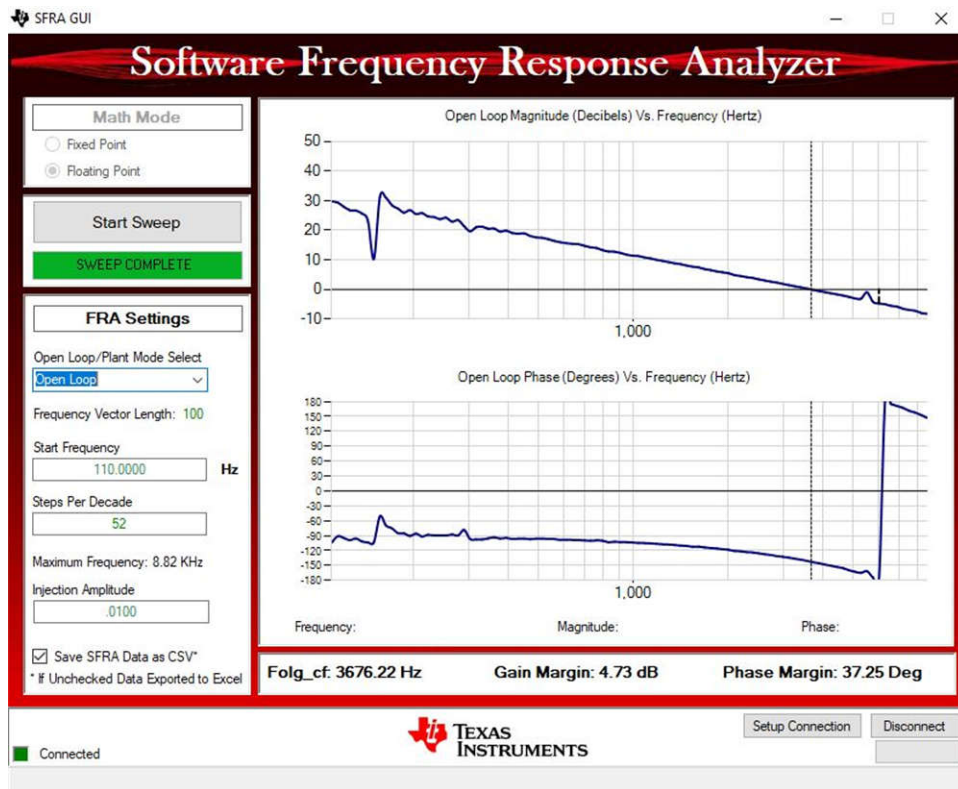 SFRA GUI
Software Frequency Response Analyzer
Math Mode
Fixed Point
Floating Point
Start Sweep
SWEEP COMPLETE
FRA Settings
Open Loop/Plant Mode Select
Open Loop
Frequency Vector Length: 100
Start Frequency
110.0000 Hz
Steps Per Decade
52
Maximum Frequency: 8.82 KHz
Injection Amplitude
.0100
Save SFRA Data as CSV*
* If Unchecked Data Exported to Excel
Open Loop Magnitude (Decibels) Vs. Frequency (Hertz)
50
40
30
20
10
0
-10
1,000
Open Loop Phase (Degrees) Vs. Frequency (Hertz)
180
150
120
90
60
30
0
-30
-60
-90
-120
-150
-180
1,000
Frequency: Magnitude: Phase:
Folg_cf: 3676.22 Hz Gain Margin: 4.73 dB Phase Margin: 37.25 Deg
Connected
TEXAS
INSTRUMENTS
Setup Connection Disconnect